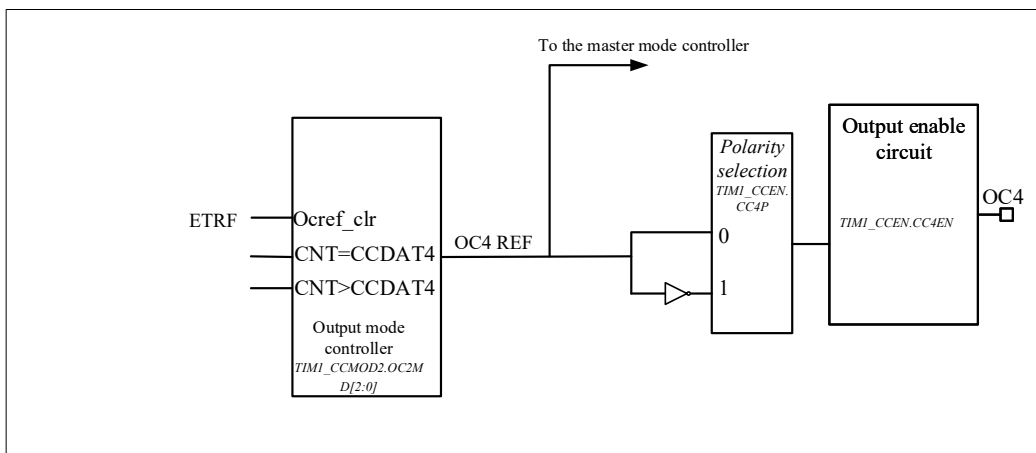 To the master mode controller
Output enable
circuit
Polarity
selection
TIM1_CCEN.
CC4P
ETRF
Ocref_clr
OC4
TIM1_CCEN.CC4EN
0
OC4 REF
CNT=CCDAT4
CNT>CCDAT4
1
Output mode
controller
TIM1_CCMOD2.OC2M
D[2:0]